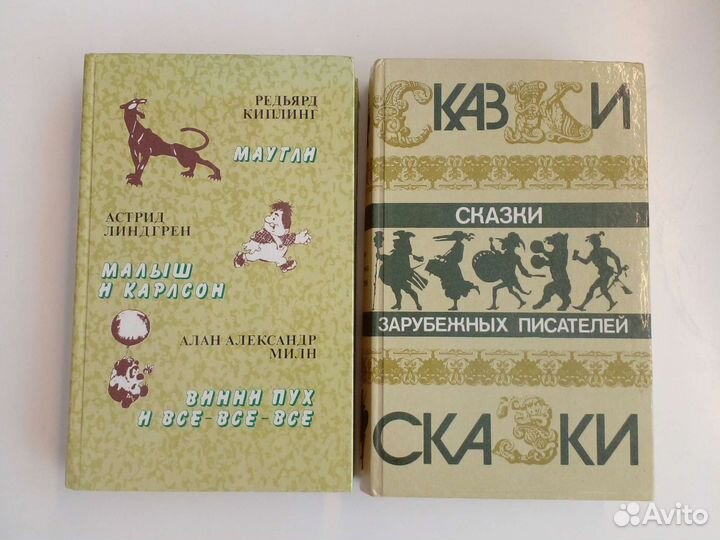 РЕДЬЯРД
КИПЛИНГ
МАУГЛИ
АСТРИД
ЛИНДГРЕН
МАЛЫШ
И КАРЛСОН
АЛАН АЛЕКСАНДР
МИЛН
ВИННИ ПУХ
И ВСЕ-ВСЕ-ВСЕ
СКАЗКИ
СКАЗКИ
ЗАРУБЕЖНЫХ ПИСАТЕЛЕЙ
СКАЗКИ
Avito